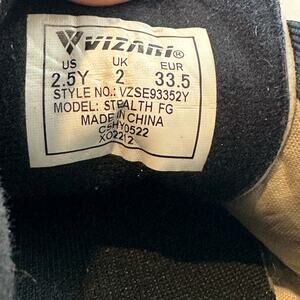 VIZARI®
US UK EUR
2.5Y 2 33.5
STYLE NO.: VZSE93352Y
MODEL: STEALTH FG
MADE IN CHINA
CSHY0522
XO2212